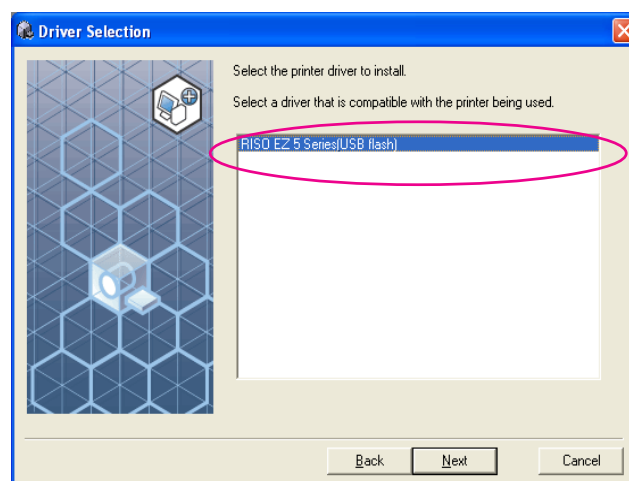 Driver Selection
Select the printer driver to install.
Select a driver that is compatible with the printer being used.
RISO EZ 5 Series(USB flash)
Back
Next
Cancel